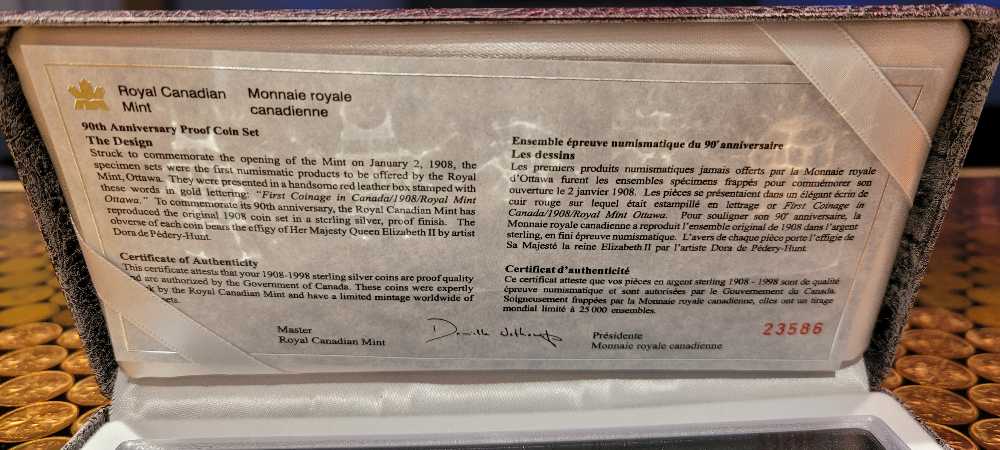 Royal Canadian
Mint
Monnaie royale
canadienne
90th Anniversary Proof Coin Set
The Design
Struck to commemorate the opening of the Mint on January 2, 1908, the
specimen sets were the first numismatic products to be offered by the Royal
Mint, Ottawa. They were presented in a handsome red leather box stamped with
these words in gold lettering: "First Coinage in Canada/1908/Royal Mint
Ottawa." To commemorate its 90th anniversary, the Royal Canadian Mint has
reproduced the original 1908 coin set in a sterling silver, proof finish. The
obverse of each coin bears the effigy of Her Majesty Queen Elizabeth II by artist
Dora de Pédery-Hunt.
Certificate of Authenticity
This certificate attests that your 1908-1998 sterling silver coins are proof quality
are authorized by the Government of Canada. These coins were expertly
by the Royal Canadian Mint and have a limited mintage worldwide of
Master
Royal Canadian Mint
Ensemble épreuve numismatique du 90e anniversaire
Les dessins
Les premiers produits numismatiques jamais offerts par la Monnaie royale
d'Ottawa furent les ensembles spécimens frappés pour commémorer son
ouverture le 2 janvier 1908. Les pièces se présentaient dans un élégant écrin de
cuir rouge sur lequel était estampillé en lettrage or First Coinage in
Canada/1908/Royal Mint Ottawa. Pour souligner son 90e anniversaire, la
Monnaie royale canadienne a reproduit l'ensemble original de 1908 dans l'argent
sterling, en fini épreuve numismatique. L'avers de chaque pièce porte l'effigie de
Sa Majesté la reine Elizabeth II par l'artiste Dora de Pédery-Hunt.
Certificat d'authenticité
Ce certificat atteste que vos pièces en argent sterling 1908 - 1998 sont de qualité
épreuve numismatique et sont autorisées par le Gouvernement du Canada.
Soigneusement frappées par la Monnaie royale canadienne, elles ont un tirage
mondial limité à 25 000 ensembles.
Présidente
Monnaie royale canadienne
23586